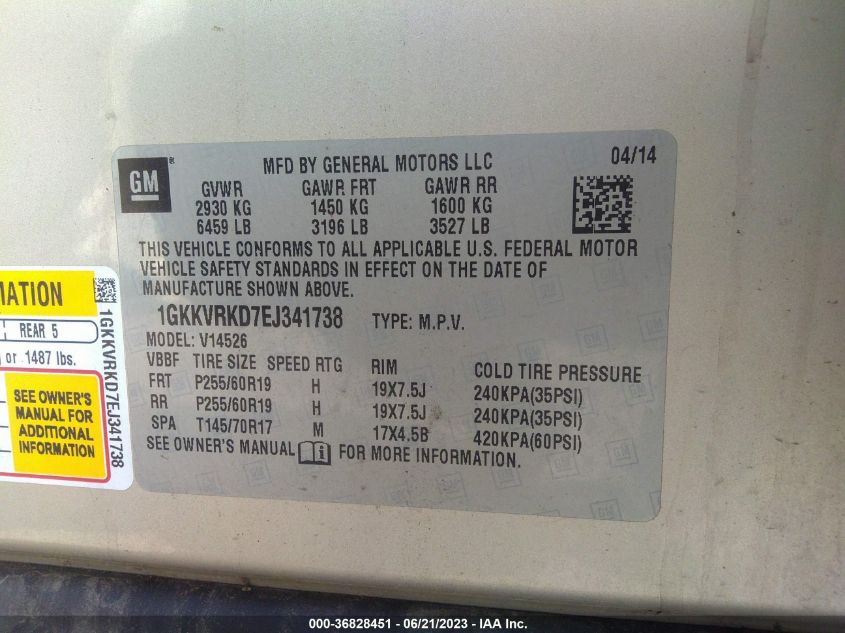 GM
®
MFD BY GENERAL MOTORS LLC
04/14
GVWR GAWR FRT GAWR RR
2930 KG 1450 KG 1600 KG
6459 LB 3196 LB 3527 LB
THIS VEHICLE CONFORMS TO ALL APPLICABLE U.S. FEDERAL MOTOR
VEHICLE SAFETY STANDARDS IN EFFECT ON THE DATE OF
MANUFACTURE SHOWN ABOVE.
1GKKVRKD7EJ341738 TYPE: M.P.V.
MODEL: V14526
VBBF TIRE SIZE SPEED RTG RIM COLD TIRE PRESSURE
FRT P255/60R19 H 19X7.5J 240KPA(35PSI)
RR P255/60R19 H 19X7.5J 240KPA(35PSI)
SPA T145/70R17 M 17X4.5B 420KPA(60PSI)
SEE OWNER'S MANUAL FOR MORE INFORMATION.
REAR 5
or 1487 lbs.
SEE OWNER'S
MANUAL FOR
ADDITIONAL
INFORMATION
1GKKVRKD7EJ341738
000-36828451 - 06/21/2023 - IAA Inc.